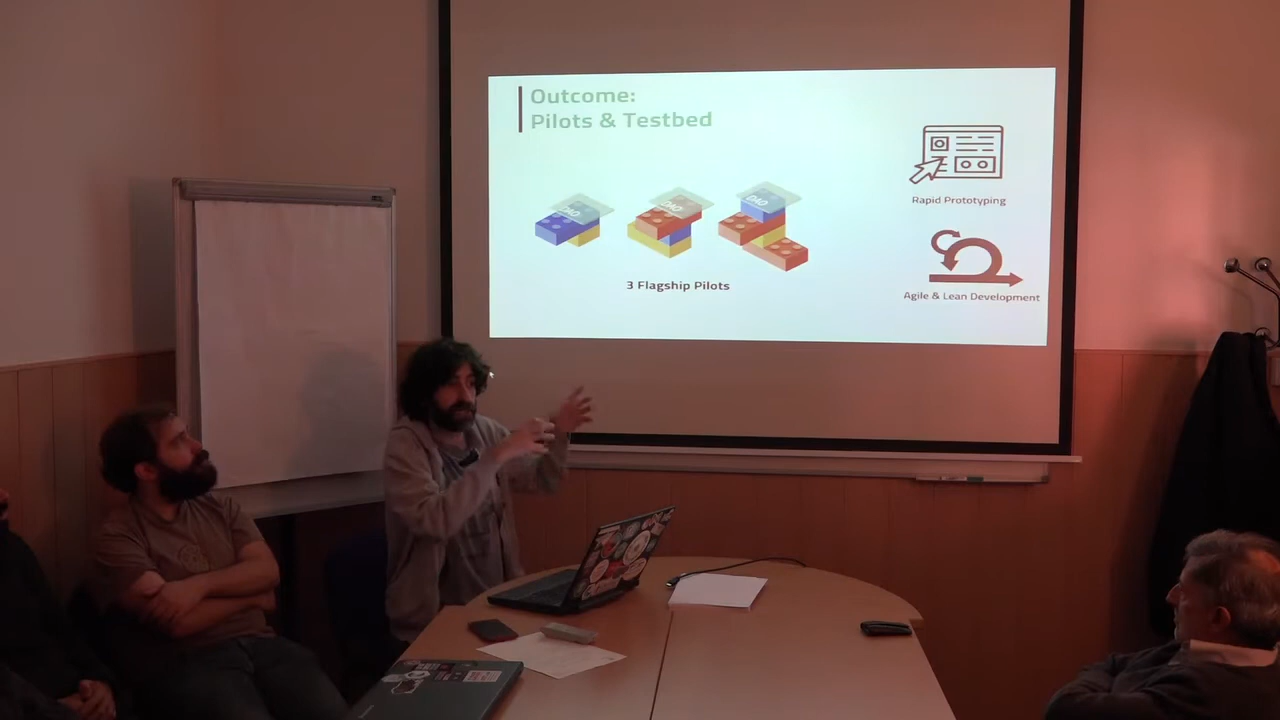 Outcome:
Pilots & Testbed
3 Flagship Pilots
Rapid Prototyping
Agile & Lean Development